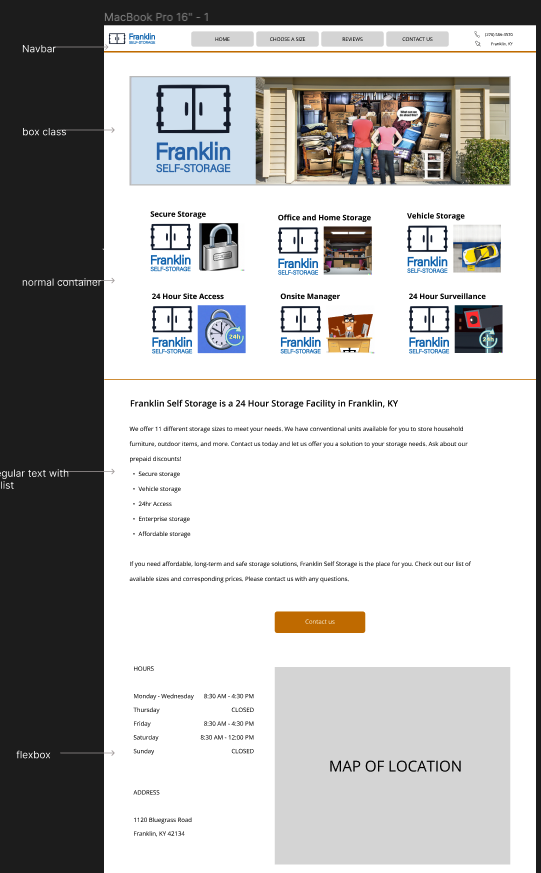 MacBook Pro 16" - 1
Navbar
Franklin
SELF-STORAGE
HOME
CHOOSE A SIZE
REVIEWS
CONTACT US
Franklin, KY
box class
Franklin
SELF-STORAGE
Secure Storage
Franklin
SELF-STORAGE
Office and Home Storage
Franklin
SELF-STORAGE
Vehicle Storage
Franklin
SELF-STORAGE
normal container
24 Hour Site Access
Franklin
SELF-STORAGE
24h
Onsite Manager
Franklin
SELF-STORAGE
24 Hour Surveillance
Franklin
SELF-STORAGE
24h
Franklin Self Storage is a 24 Hour Storage Facility in Franklin, KY
We offer 11 different storage sizes to meet your needs. We have conventional units available for you to store household
furniture, outdoor items, and more. Contact us today and let us offer you a solution to your storage needs. Ask about our
prepaid discounts!
egular text with
list
• Secure storage
• Vehicle storage
• 24hr Access
• Enterprise storage
• Affordable storage
If you need affordable, long-term and safe storage solutions, Franklin Self Storage is the place for you. Check out our list of
available sizes and corresponding prices. Please contact us with any questions.
Contact us
flexbox
HOURS
Monday - Wednesday 8:30 AM - 4:30 PM
Thursday CLOSED
Friday 8:30 AM - 4:30 PM
Saturday 8:30 AM - 12:00 PM
Sunday CLOSED
ADDRESS
1120 Bluegrass Road
Franklin, KY 42134
MAP OF LOCATION